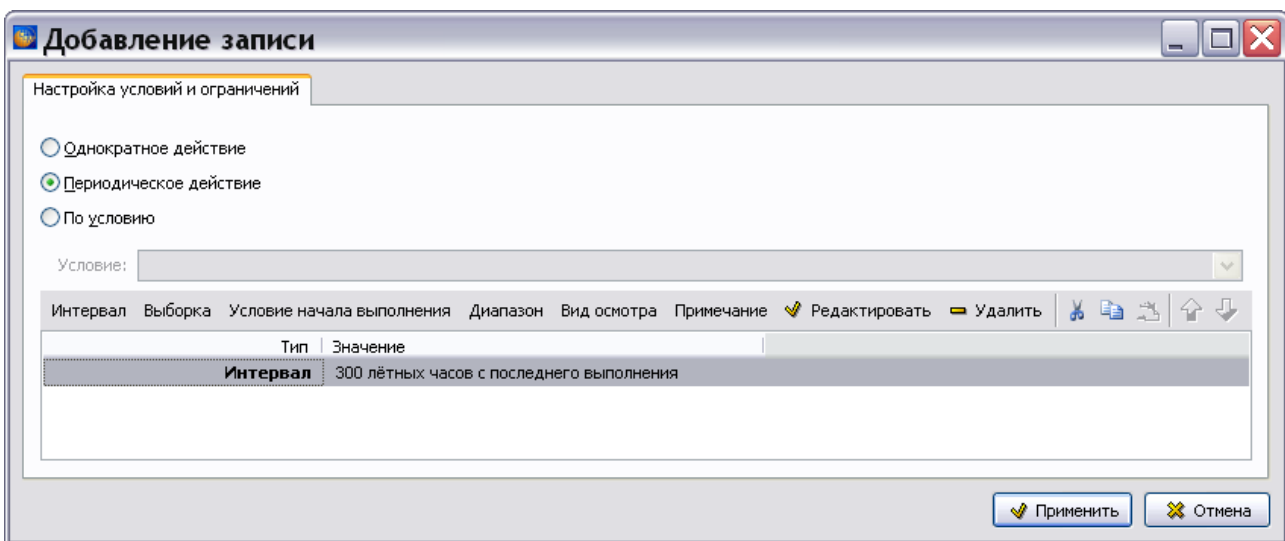 Добавление записи
Настройка условий и ограничений
Однократное действие
Периодическое действие
По условию
Условие:
Интервал Выборка Условие начала выполнения Диапазон Вид осмотра Примечание Редактировать Удалить
Тип Значение
Интервал 300 лётных часов с последнего выполнения
Применить Отмена